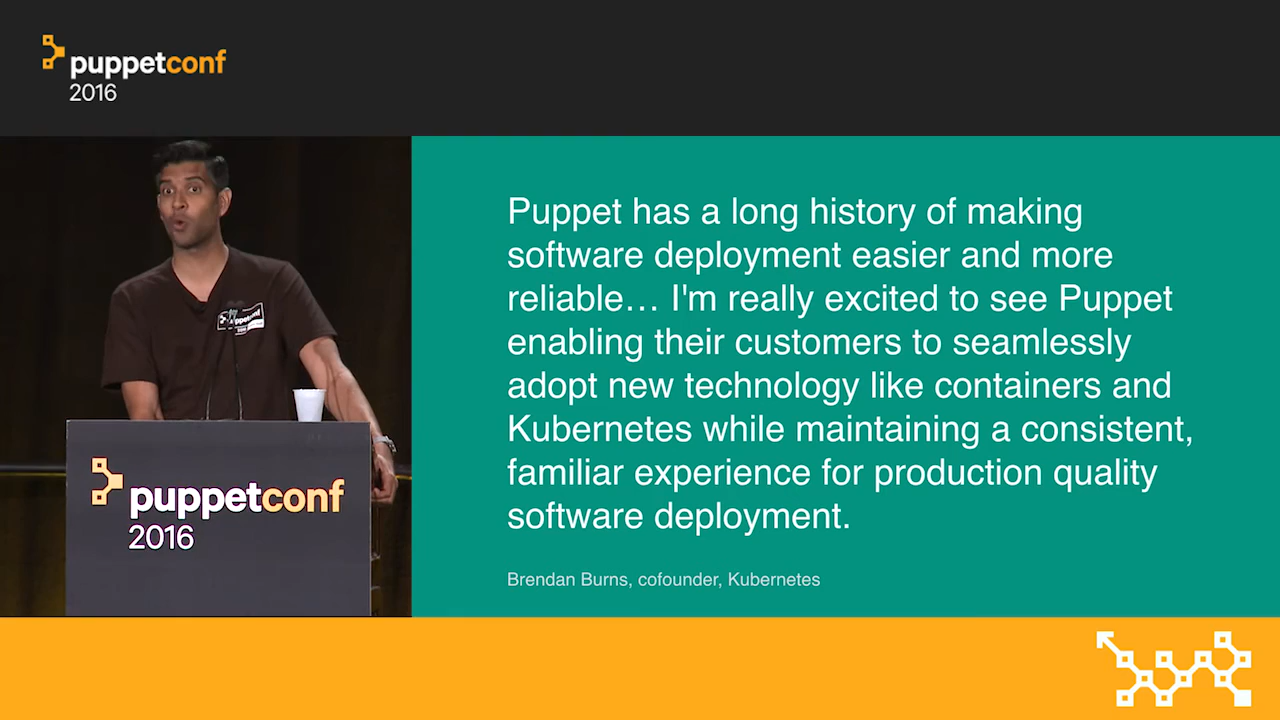 puppetconf
2016
Puppet has a long history of making
software deployment easier and more
reliable… I'm really excited to see Puppet
enabling their customers to seamlessly
adopt new technology like containers and
Kubernetes while maintaining a consistent,
familiar experience for production quality
software deployment.
Brendan Burns, cofounder, Kubernetes
puppetconf
2016